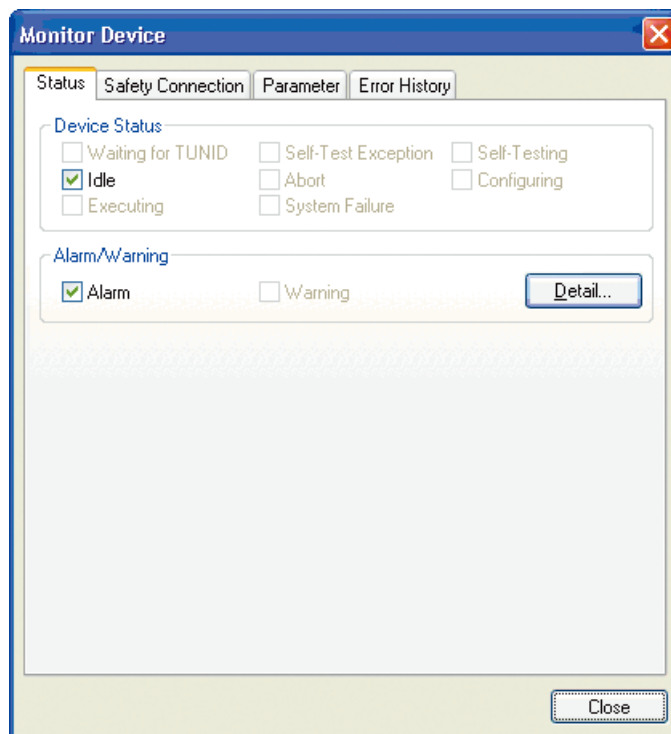 Monitor Device
Status Safety Connection Parameter Error History
Device Status
Waiting for TUNID Self-Test Exception Self-Testing
Idle Abort Configuring
Executing System Failure
Alarm/Warning
Alarm Warning Detail...
Close